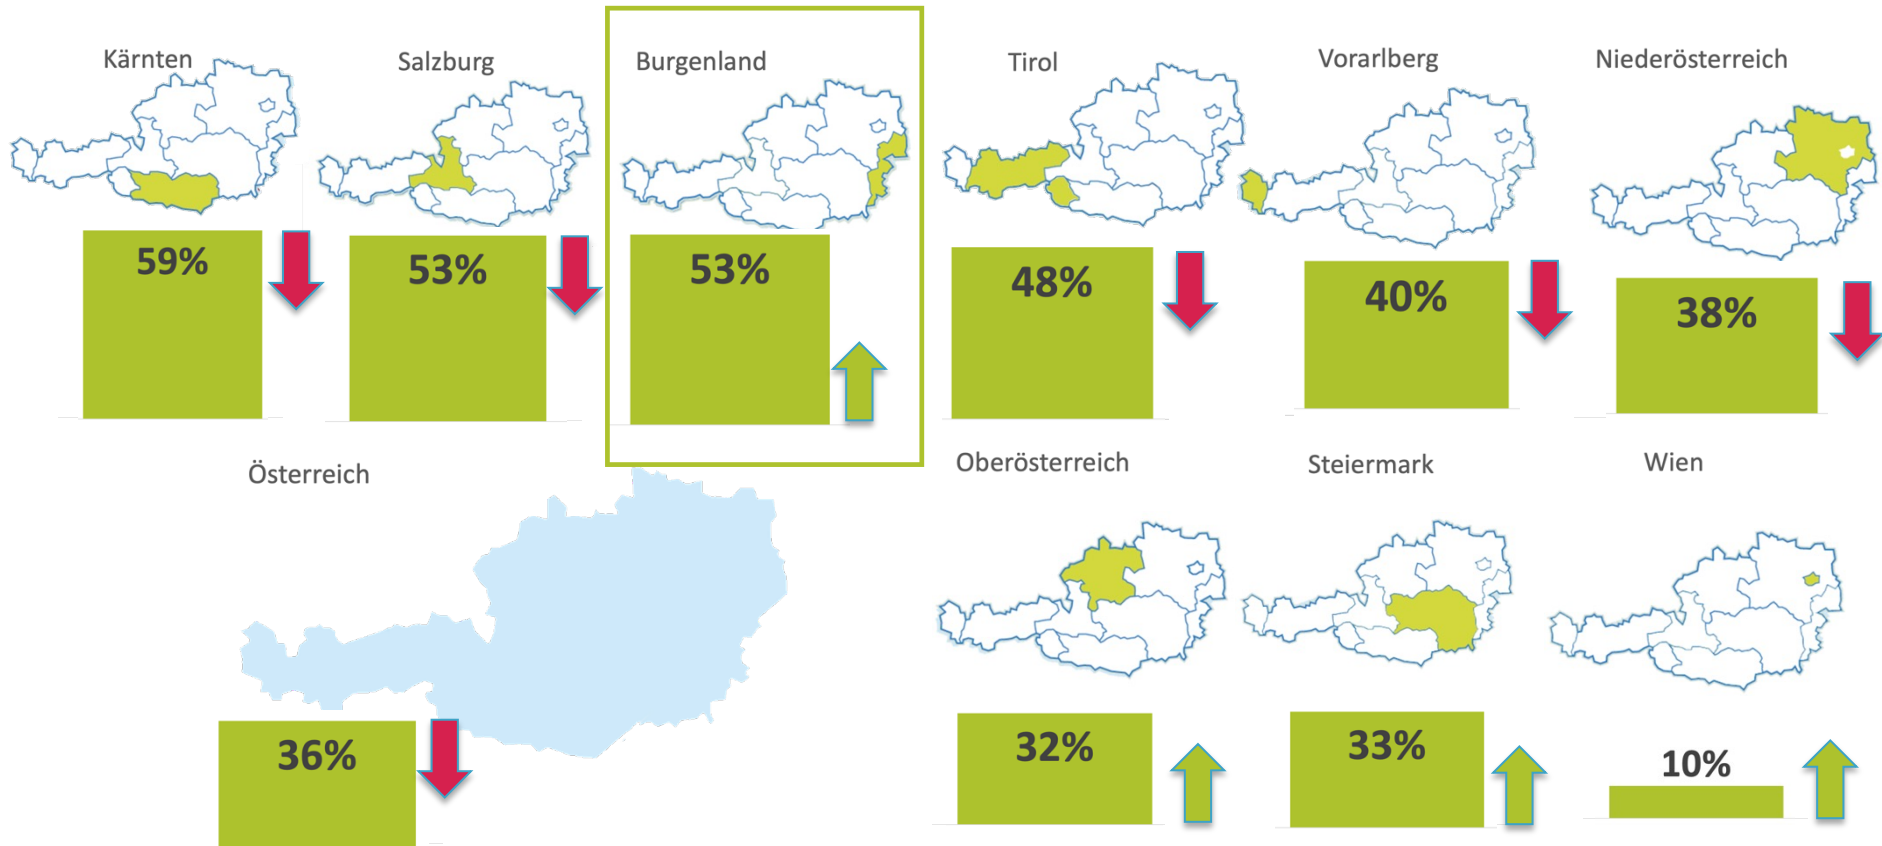 Kärnten
59%
Salzburg
53%
Burgenland
53%
Tirol
48%
Vorarlberg
40%
Niederösterreich
38%
Österreich
36%
Oberösterreich
32%
Steiermark
33%
Wien
10%